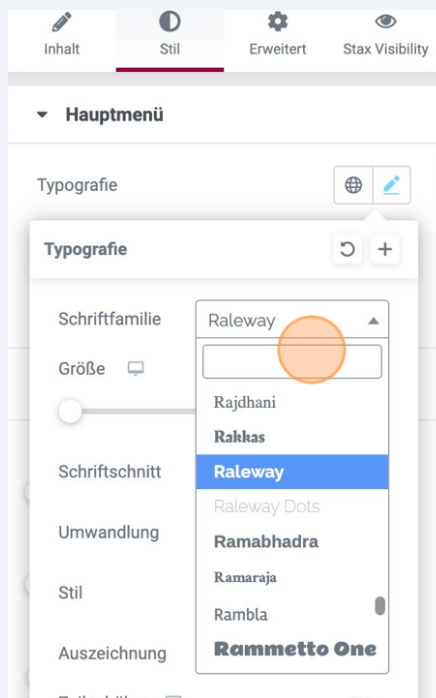 Inhalt Stil Erweitert Stax Visibility
Hauptmenü
Typografie
Typografie
Schriftfamilie Raleway
Größe
Rajdhani
Rakkas
Schriftschnitt Raleway
Raleway Dots
Umwandlung Ramabhadra
Ramaraja
Stil
Rambla
Auszeichnung Rammetto One